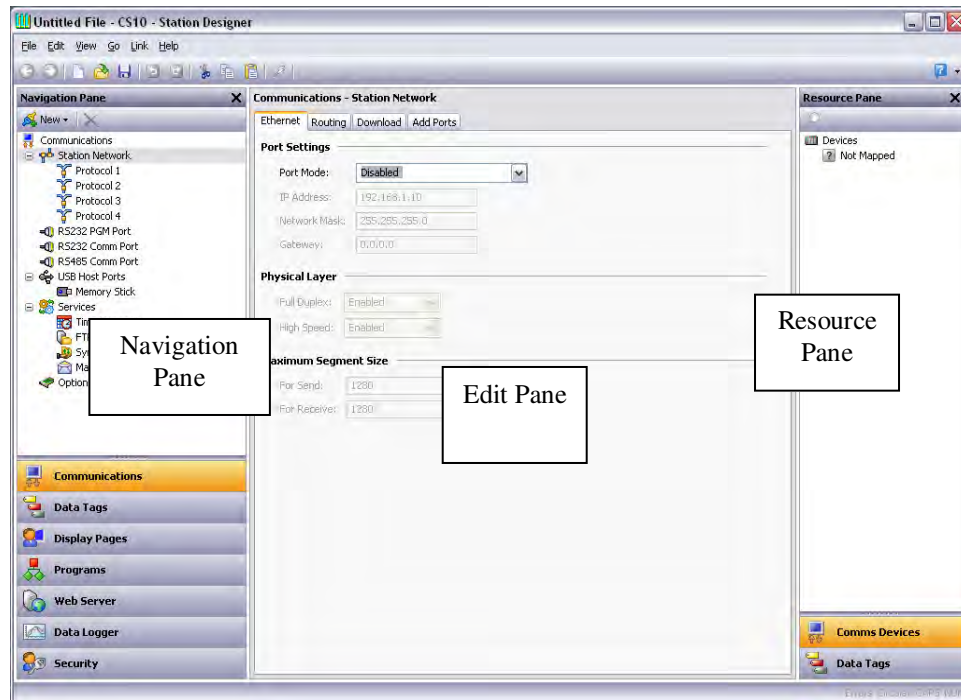 Untitled File - CS10 - Station Designer
File Edit View Go Link Help
Navigation Pane
New
Communications
Station Network
Protocol 1
Protocol 2
Protocol 3
Protocol 4
RS232 PGM Port
RS232 Comm Port
RS485 Comm Port
USB Host Ports
Memory Stick
Services
Tim
FT
Sy
Ma
Option
Navigation
Pane
Communications
Data Tags
Display Pages
Programs
Web Server
Data Logger
Security
Communications - Station Network
Ethernet Routing Download Add Ports
Port Settings
Port Mode: Disabled
IP Address: 192.168.1.10
Network Mask: 255.255.255.0
Gateway: 0.0.0.0
Physical Layer
Full Duplex: Enabled
High Speed: Enabled
aximum Segment Size
For Send: 1280
For Receive: 1280
Edit Pane
Resource Pane
Devices
Not Mapped
Resource
Pane
Comms Devices
Data Tags